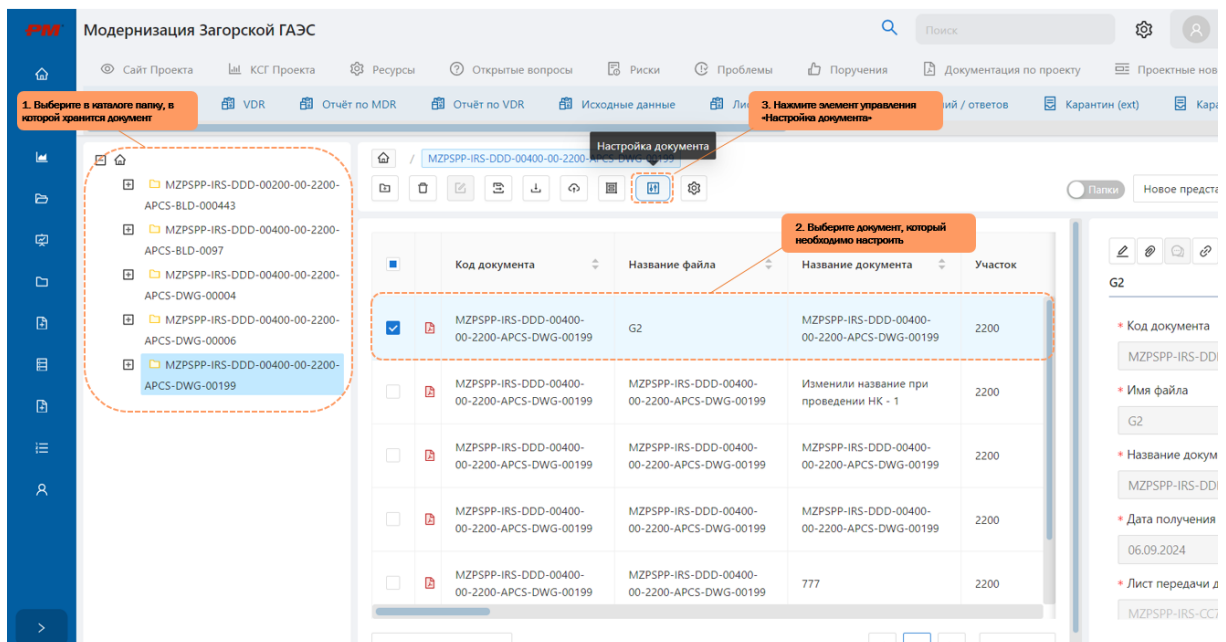 PM
Модернизация Загорской ГАЭС
Поиск
Сайт Проекта
КСГ Проекта
Ресурсы
Открытые вопросы
Риски
Проблемы
Поручения
Документация по проекту
Проектные нов
1. Выберите в каталоге папку, в
которой хранится документ
VDR
Отчёт по MDR
Отчёт по VDR
Исходные данные
3. Нажмите элемент управления
«Настройка документа»
ий / ответов
Карантин (ext)
Кара
Настройка документа
/ MZPSPP-IRS-DDD-00400-00-2200-APCS-DWG-00199
MZPSPP-IRS-DDD-00200-00-2200-
APCS-BLD-000443
MZPSPP-IRS-DDD-00400-00-2200-
APCS-BLD-0097
MZPSPP-IRS-DDD-00400-00-2200-
APCS-DWG-00004
MZPSPP-IRS-DDD-00400-00-2200-
APCS-DWG-00006
MZPSPP-IRS-DDD-00400-00-2200-
APCS-DWG-00199
Папки
Новое предста
2. Выберите документ, который
необходимо настроить
Код документа
Название файла
Название документа
Участок
MZPSPP-IRS-DDD-00400-
00-2200-APCS-DWG-00199
G2
MZPSPP-IRS-DDD-00400-
00-2200-APCS-DWG-00199
2200
MZPSPP-IRS-DDD-00400-
00-2200-APCS-DWG-00199
MZPSPP-IRS-DDD-00400-
00-2200-APCS-DWG-00199
Изменили название при
проведении НК - 1
2200
MZPSPP-IRS-DDD-00400-
00-2200-APCS-DWG-00199
MZPSPP-IRS-DDD-00400-
00-2200-APCS-DWG-00199
MZPSPP-IRS-DDD-00400-
00-2200-APCS-DWG-00199
2200
MZPSPP-IRS-DDD-00400-
00-2200-APCS-DWG-00199
MZPSPP-IRS-DDD-00400-
00-2200-APCS-DWG-00199
MZPSPP-IRS-DDD-00400-
00-2200-APCS-DWG-00199
2200
MZPSPP-IRS-DDD-00400-
00-2200-APCS-DWG-00199
MZPSPP-IRS-DDD-00400-
00-2200-APCS-DWG-00199
777
2200
G2
* Код документа
MZPSPP-IRS-DDI
* Имя файла
G2
* Название докум
MZPSPP-IRS-DDI
* Дата получения
06.09.2024
* Лист передачи д
MZPSPP-IRS-CC7